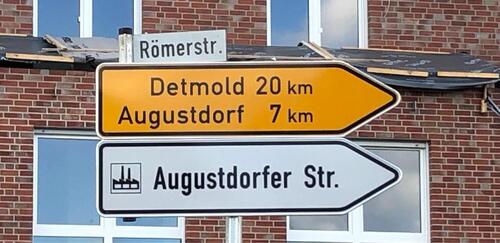 Römerstr.
Detmold 20 km
Augustdorf 7 km
Augustdorfer Str.